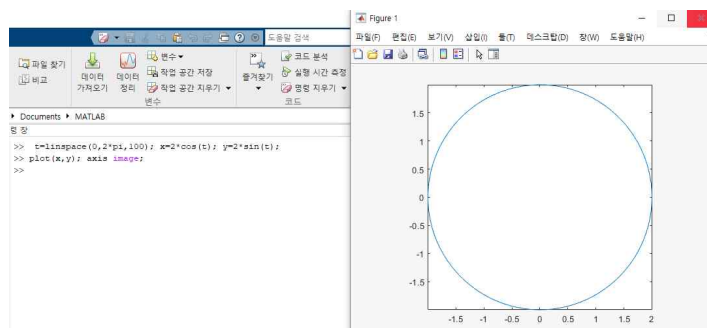 도움말 검색
파일 찾기
비교
데이터 가져오기
데이터 정리
변수
작업 공간 저장
작업 공간 지우기
변수
즐겨찾기
코드 분석
실행 시간 측정
명령 지우기
코드
Documents MATLAB
령 창
>> t=linspace(0,2*pi,100); x=2*cos(t); y=2*sin(t);
>> plot(x,y); axis image;
>>
Figure 1
파일(F) 편집(E) 보기(V) 삽입(I) 툴(T) 데스크탑(D) 창(W) 도움말(H)
1.5
1
0.5
0
-0.5
-1
-1.5
-1.5 -1 -0.5 0 0.5 1 1.5 2